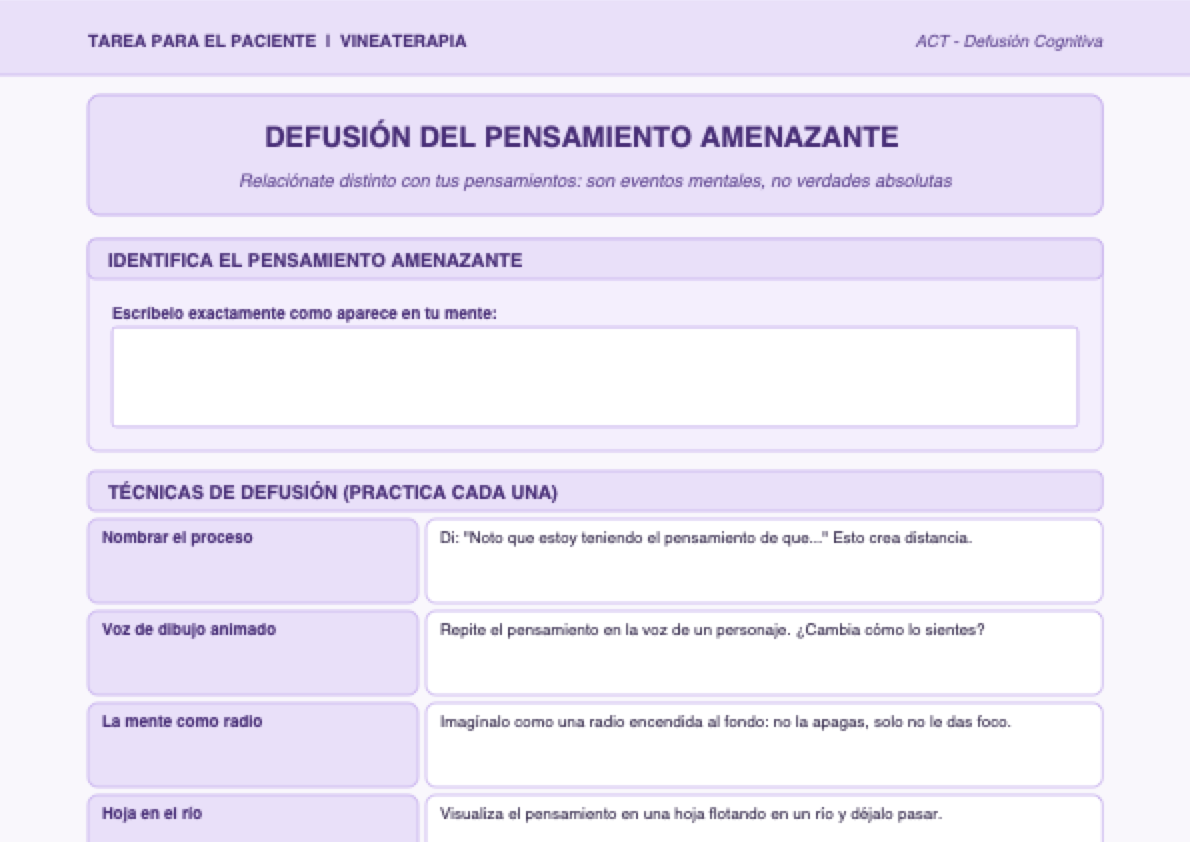 TAREA PARA EL PACIENTE | VINEATERAPIA
ACT - Defusión Cognitiva
DEFUSIÓN DEL PENSAMIENTO AMENAZANTE
Relaciónate distinto con tus pensamientos: son eventos mentales, no verdades absolutas
IDENTIFICA EL PENSAMIENTO AMENAZANTE
Escríbelo exactamente como aparece en tu mente:
TÉCNICAS DE DEFUSIÓN (PRACTICA CADA UNA)
Nombrar el proceso
Di: "Noto que estoy teniendo el pensamiento de que..." Esto crea distancia.
Voz de dibujo animado
Repite el pensamiento en la voz de un personaje. ¿Cambia cómo lo sientes?
La mente como radio
Imagínalo como una radio encendida al fondo: no la apagas, solo no le das foco.
Hoja en el río
Visualiza el pensamiento en una hoja flotando en un río y déjalo pasar.